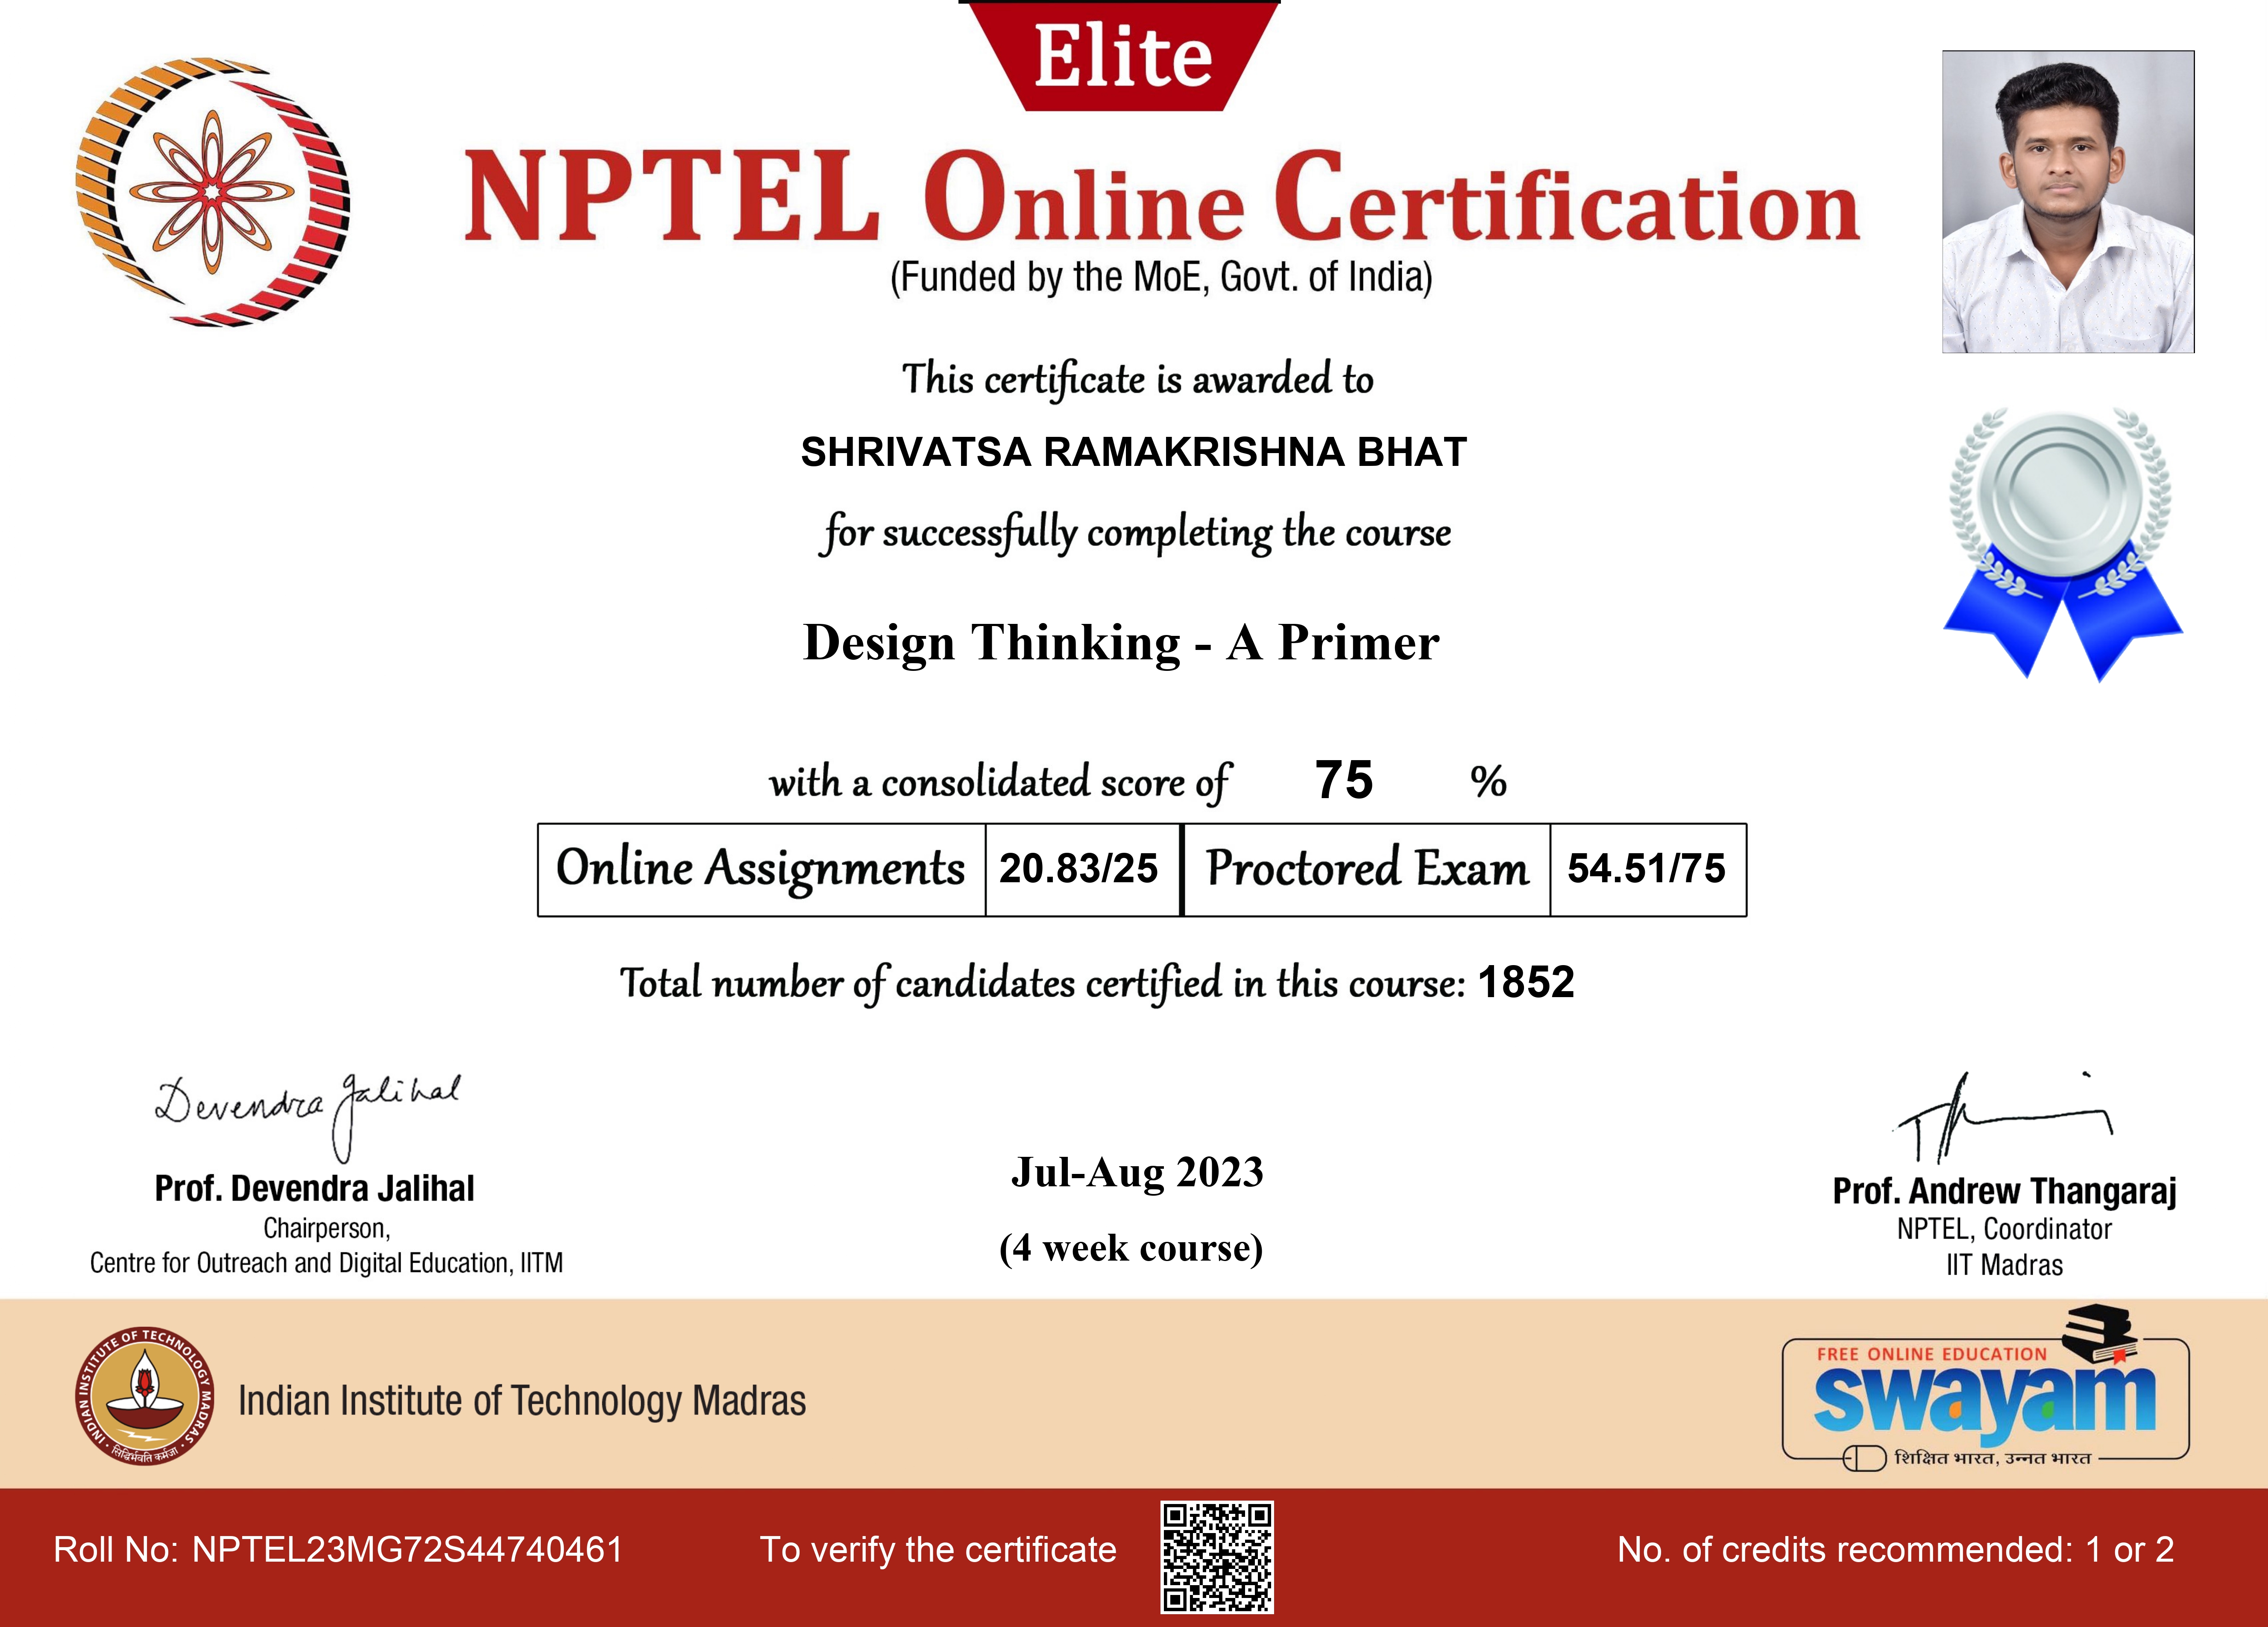 Elite
NPTEL Online Certification
(Funded by the MoE, Govt. of India)
This certificate is awarded to
SHRIVATSA RAMAKRISHNA BHAT
for successfully completing the course
Design Thinking - A Primer
with a consolidated score of 75 %
Online Assignments 20.83/25 Proctored Exam 54.51/75
Total number of candidates certified in this course: 1852
Devendra Jalihal
Prof. Devendra Jalihal
Chairperson,
Centre for Outreach and Digital Education, IITM
Jul-Aug 2023
(4 week course)
Prof. Andrew Thangaraj
NPTEL, Coordinator
IIT Madras
INDIAN INSTITUTE OF TECHNOLOGY MADRAS
सिद्धिर्भवति कर्मजा
Indian Institute of Technology Madras
FREE ONLINE EDUCATION
swayam
शिक्षित भारत, उन्नत भारत
Roll No: NPTEL23MG72S44740461
To verify the certificate
No. of credits recommended: 1 or 2